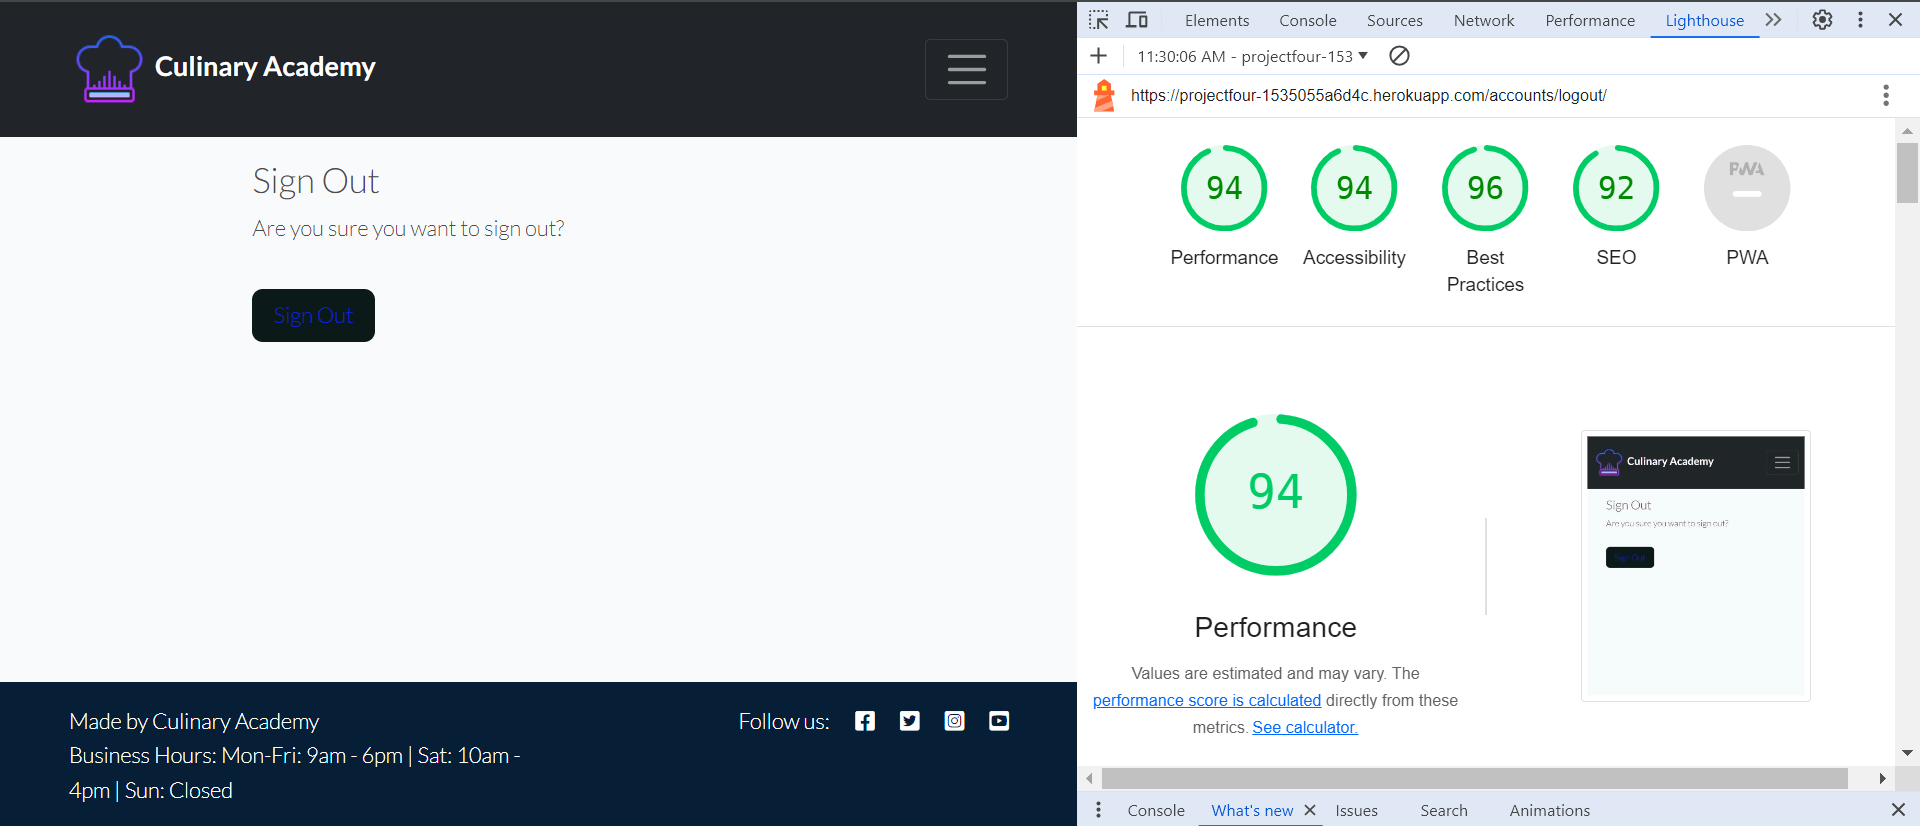 Culinary Academy
Sign Out
Are you sure you want to sign out?
Sign Out
Made by Culinary Academy
Business Hours: Mon-Fri: 9am - 6pm | Sat: 10am -
4pm | Sun: Closed
Follow us:
Elements Console Sources Network Performance Lighthouse
11:30:06 AM - projectfour-153
https://projectfour-1535055a6d4c.herokuapp.com/accounts/logout/
94 94 96 92 PWA
Performance Accessibility Best Practices SEO PWA
94
Performance
Values are estimated and may vary. The
performance score is calculated directly from these
metrics. See calculator.
Culinary Academy
Sign Out
Are you sure you want to sign out?
Sign Out
Console What's new Issues Search Animations